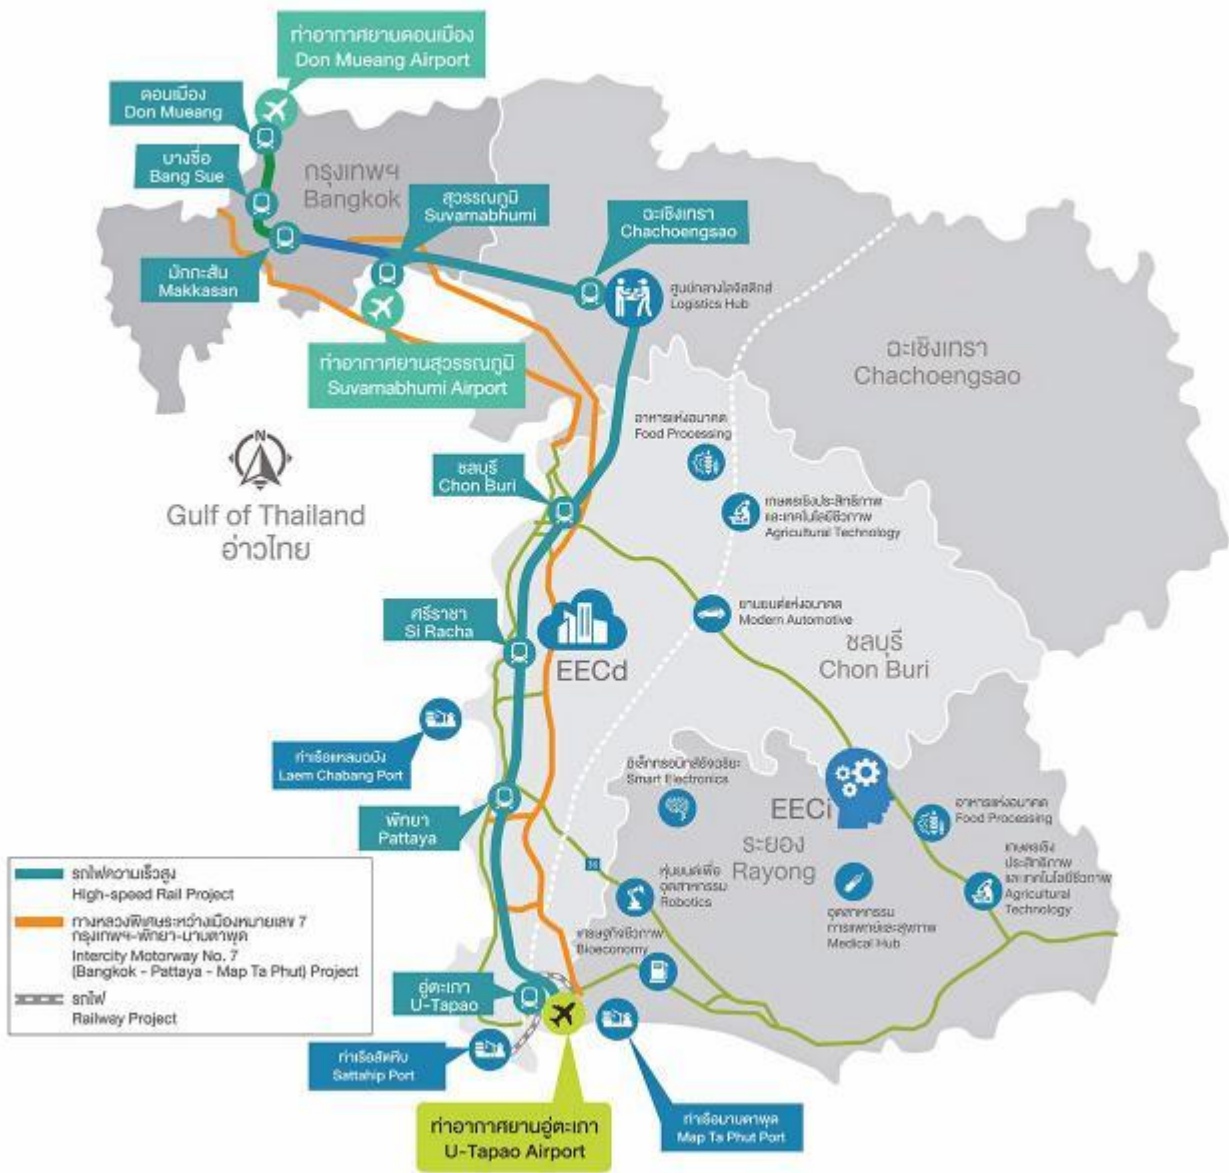 ท่าอากาศยานดอนเมือง
Don Mueang Airport
ดอนเมือง
Don Mueang
บางซื่อ
Bang Sue
กรุงเทพฯ
Bangkok
สุวรรณภูมิ
Suvarnabhumi
ฉะเชิงเทรา
Chachoengsao
มักกะสัน
Makkasan
ศูนย์กลางโลจิสติกส์
Logistics Hub
ท่าอากาศยานสุวรรณภูมิ
Suvarnabhumi Airport
ฉะเชิงเทรา
Chachoengsao
อาหารแห่งอนาคต
Food Processing
N
Gulf of Thailand
อ่าวไทย
ชลบุรี
Chon Buri
เกษตรเชิงประสิทธิภาพ
และเทคโนโลยีชีวภาพ
Agricultural Technology
ศรีราชา
Si Racha
EECd
ยานยนต์แห่งอนาคต
Modern Automotive
ชลบุรี
Chon Buri
ท่าเรือแหลมฉบัง
Laem Chabang Port
อิเล็กทรอนิกส์อัจฉริยะ
Smart Electronics
พัทยา
Pattaya
EECi
ระยอง
Rayong
อาหารแห่งอนาคต
Food Processing
36
หุ่นยนต์เพื่อ
อุตสาหกรรม
Robotics
เกษตรเชิง
ประสิทธิภาพ
และเทคโนโลยีชีวภาพ
Agricultural
Technology
อุตสาหกรรม
การแพทย์และสุขภาพ
Medical Hub
เศรษฐกิจชีวภาพ
Bioeconomy
รถไฟความเร็วสูง
High-speed Rail Project
ทางหลวงพิเศษระหว่างเมืองหมายเลข 7
กรุงเทพฯ-พัทยา-มาบตาพุด
Intercity Motorway No. 7
(Bangkok - Pattaya - Map Ta Phut) Project
รถไฟ
Railway Project
อู่ตะเภา
U-Tapao
ท่าเรือสัตหีบ
Sattahip Port
ท่าอากาศยานอู่ตะเภา
U-Tapao Airport
ท่าเรือมาบตาพุด
Map Ta Phut Port